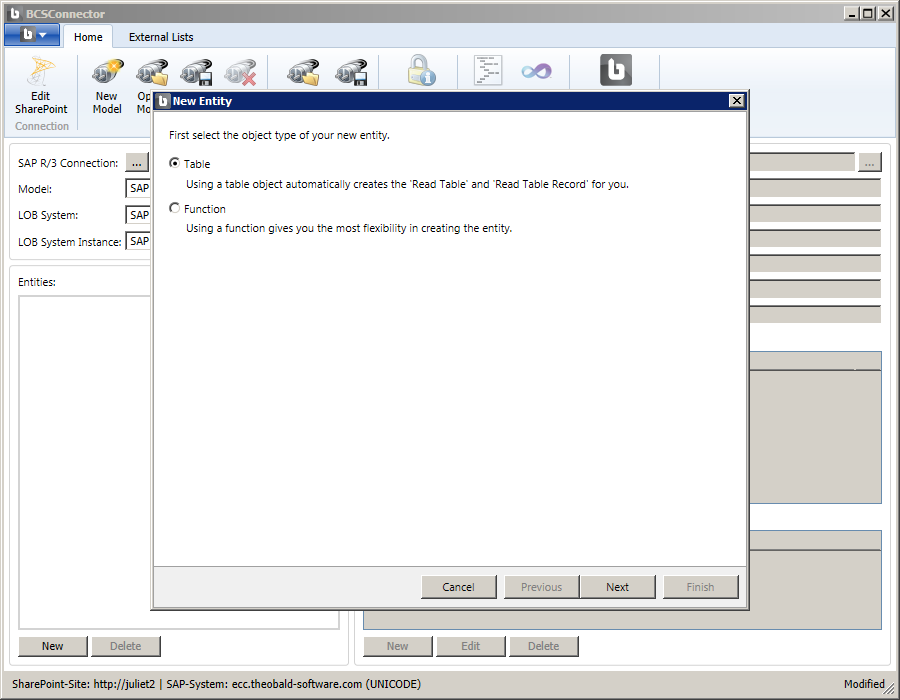 BCSConnector
Home
External Lists
Edit
SharePoint
New
Model
Op
Mo
Connection
New Entity
First select the object type of your new entity.
Table
Using a table object automatically creates the 'Read Table' and 'Read Table Record' for you.
Function
Using a function gives you the most flexibility in creating the entity.
Cancel
Previous
Next
Finish
SAP R/3 Connection:
...
...
Model:
SAP
LOB System:
SAP
LOB System Instance:
SAP
Entities:
New
Delete
New
Edit
Delete
SharePoint-Site: http://juliet2 | SAP-System: ecc.theobald-software.com (UNICODE)
Modified